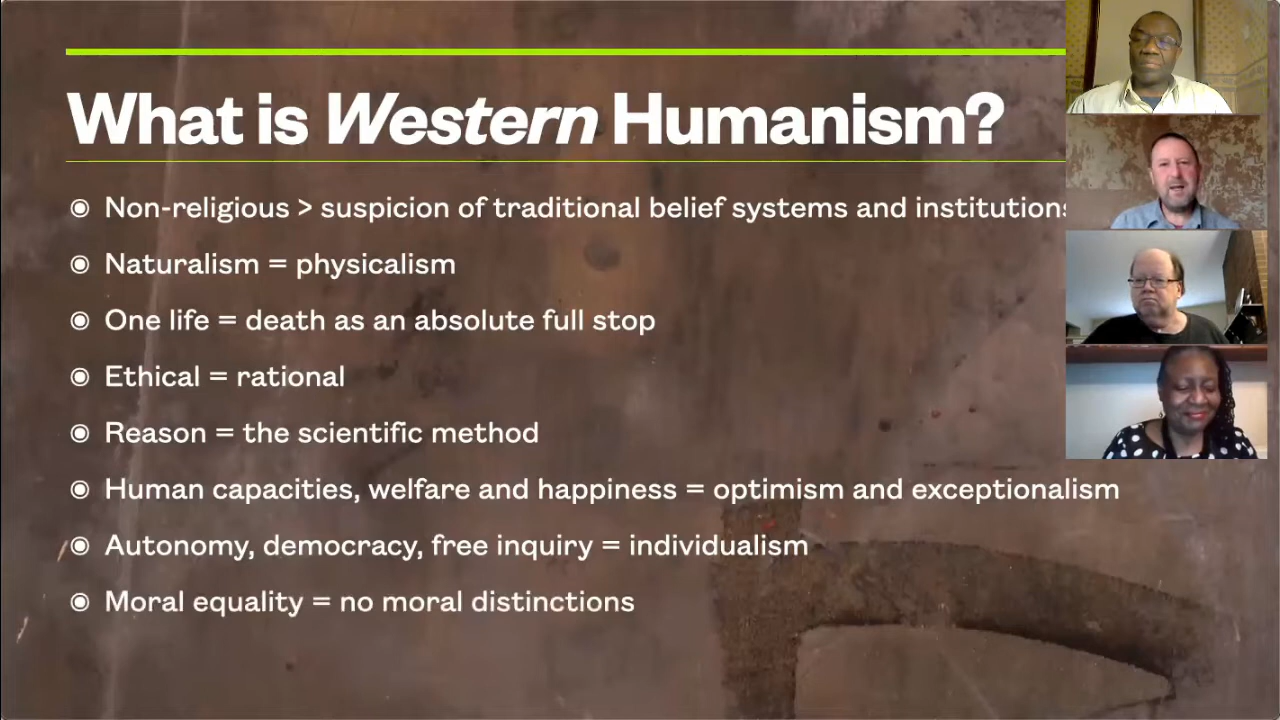 What is Western Humanism?
Non-religious > suspicion of traditional belief systems and institutions
Naturalism = physicalism
One life = death as an absolute full stop
Ethical = rational
Reason = the scientific method
Human capacities, welfare and happiness = optimism and exceptionalism
Autonomy, democracy, free inquiry = individualism
Moral equality = no moral distinctions